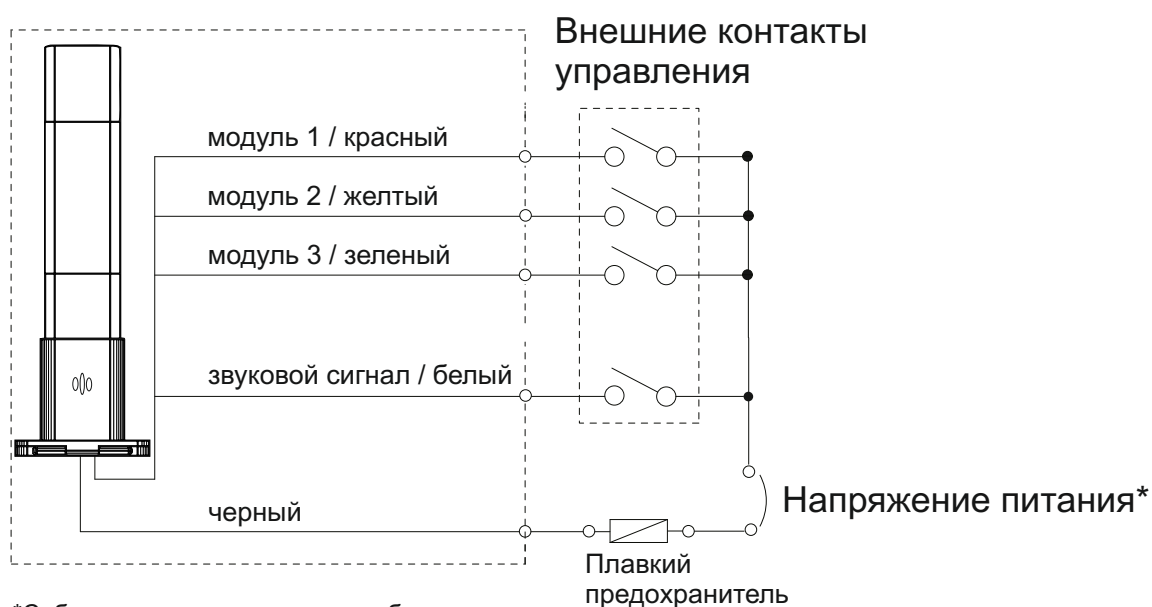 Внешние контакты
управления
модуль 1 / красный
модуль 2 / желтый
модуль 3 / зеленый
звуковой сигнал / белый
черный
Напряжение питания*
Плавкий
предохранитель